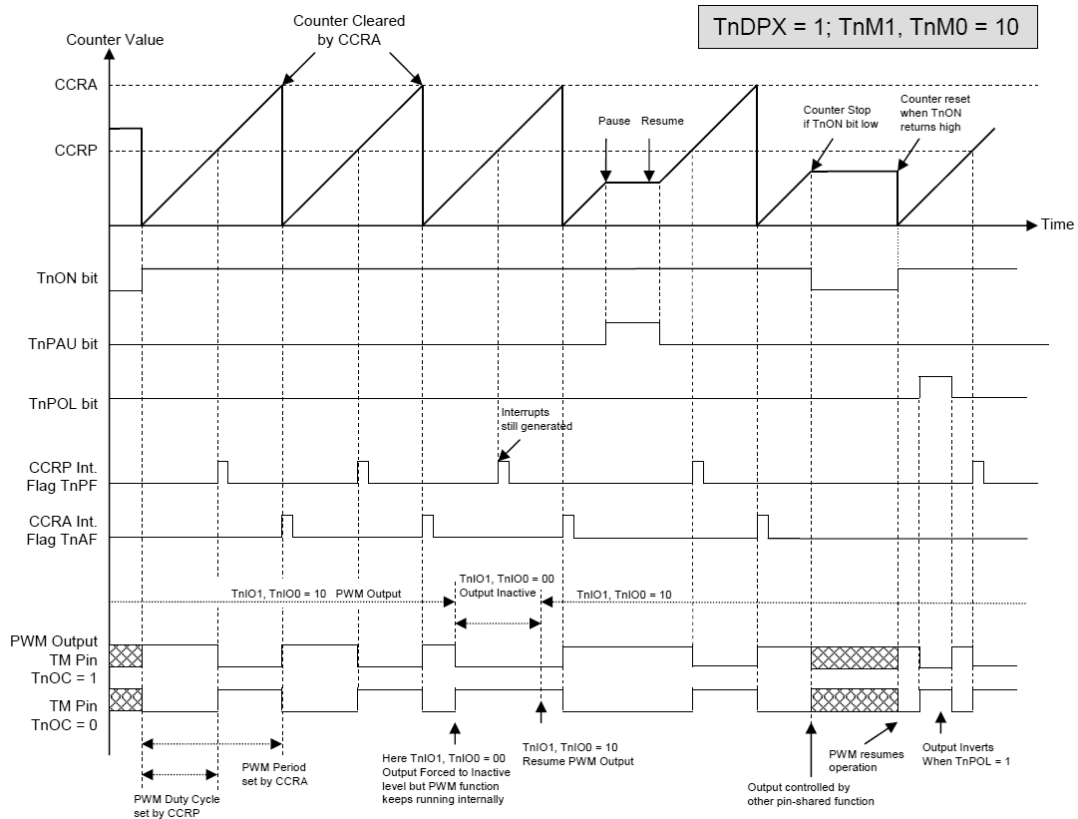 TnDPX = 1; TnM1, TnM0 = 10
Counter Value
Counter Cleared
by CCRA
CCRA
CCRP
Pause
Resume
Counter Stop
if TnON bit low
Counter reset
when TnON
returns high
Time
TnON bit
TnPAU bit
TnPOL bit
Interrupts
still generated
CCRP Int.
Flag TnPF
CCRA Int.
Flag TnAF
TnIO1, TnIO0 = 10 PWM Output
TnIO1, TnIO0 = 00
Output Inactive
TnIO1, TnIO0 = 10
PWM Output
TM Pin
TnOC = 1
TM Pin
TnOC = 0
PWM Duty Cycle
set by CCRP
PWM Period
set by CCRA
Here TnIO1, TnIO0 = 00
Output Forced to Inactive
level but PWM function
keeps running internally
TnIO1, TnIO0 = 10
Resume PWM Output
Output controlled by
other pin-shared function
PWM resumes
operation
Output Inverts
When TnPOL = 1